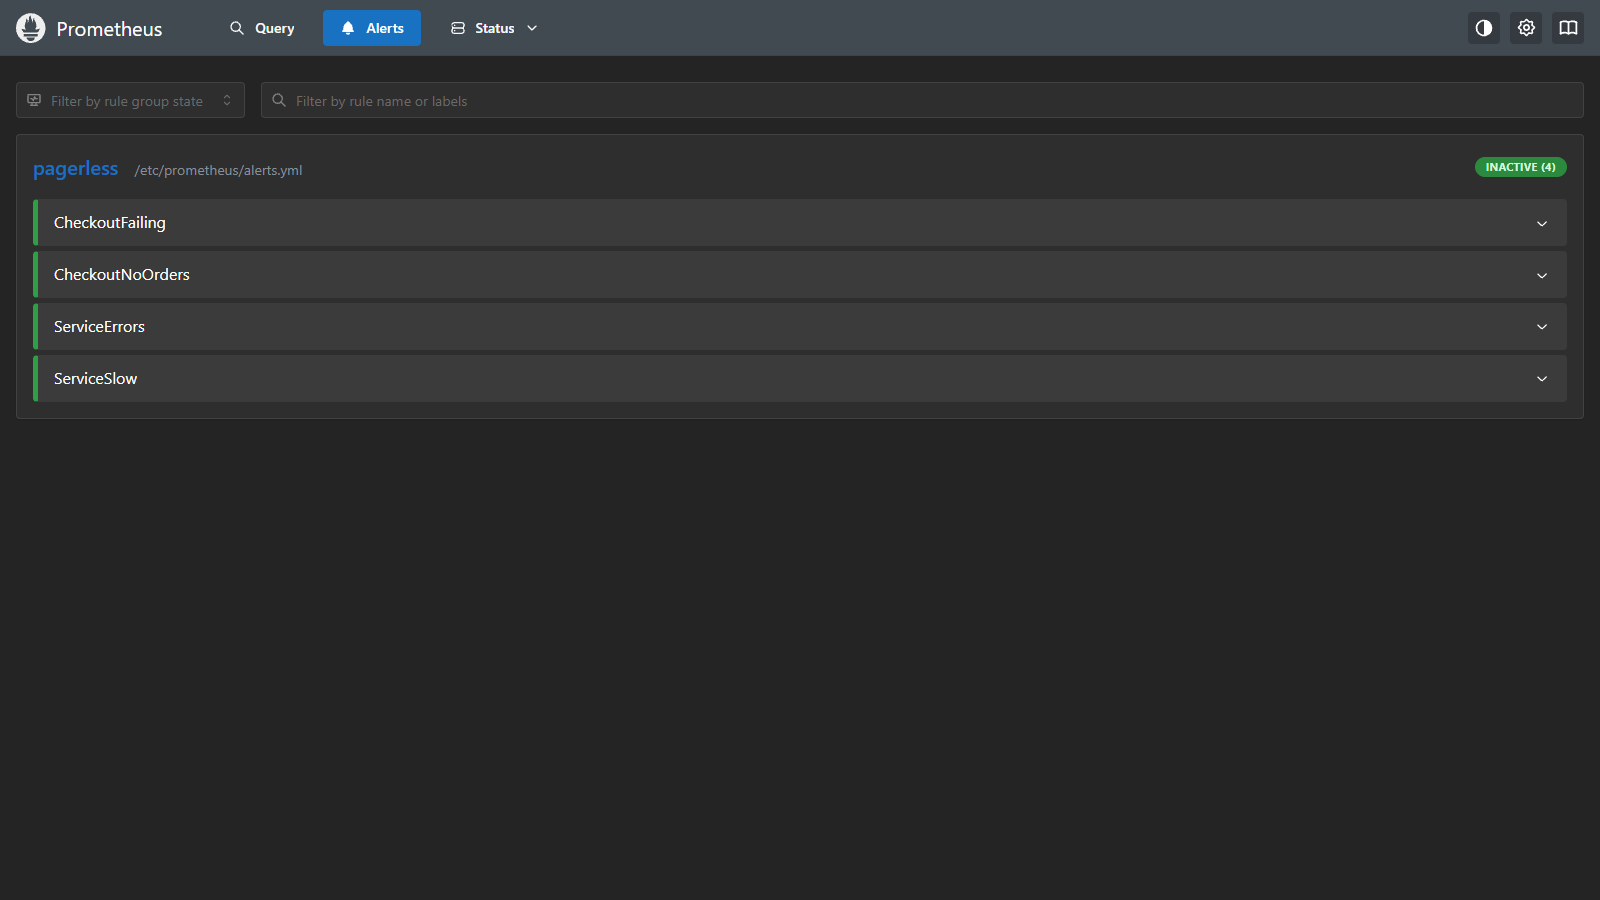 Prometheus
Query
Alerts
Status
Filter by rule group state
Filter by rule name or labels
pagerless /etc/prometheus/alerts.yml
INACTIVE (4)
CheckoutFailing
CheckoutNoOrders
ServiceErrors
ServiceSlow